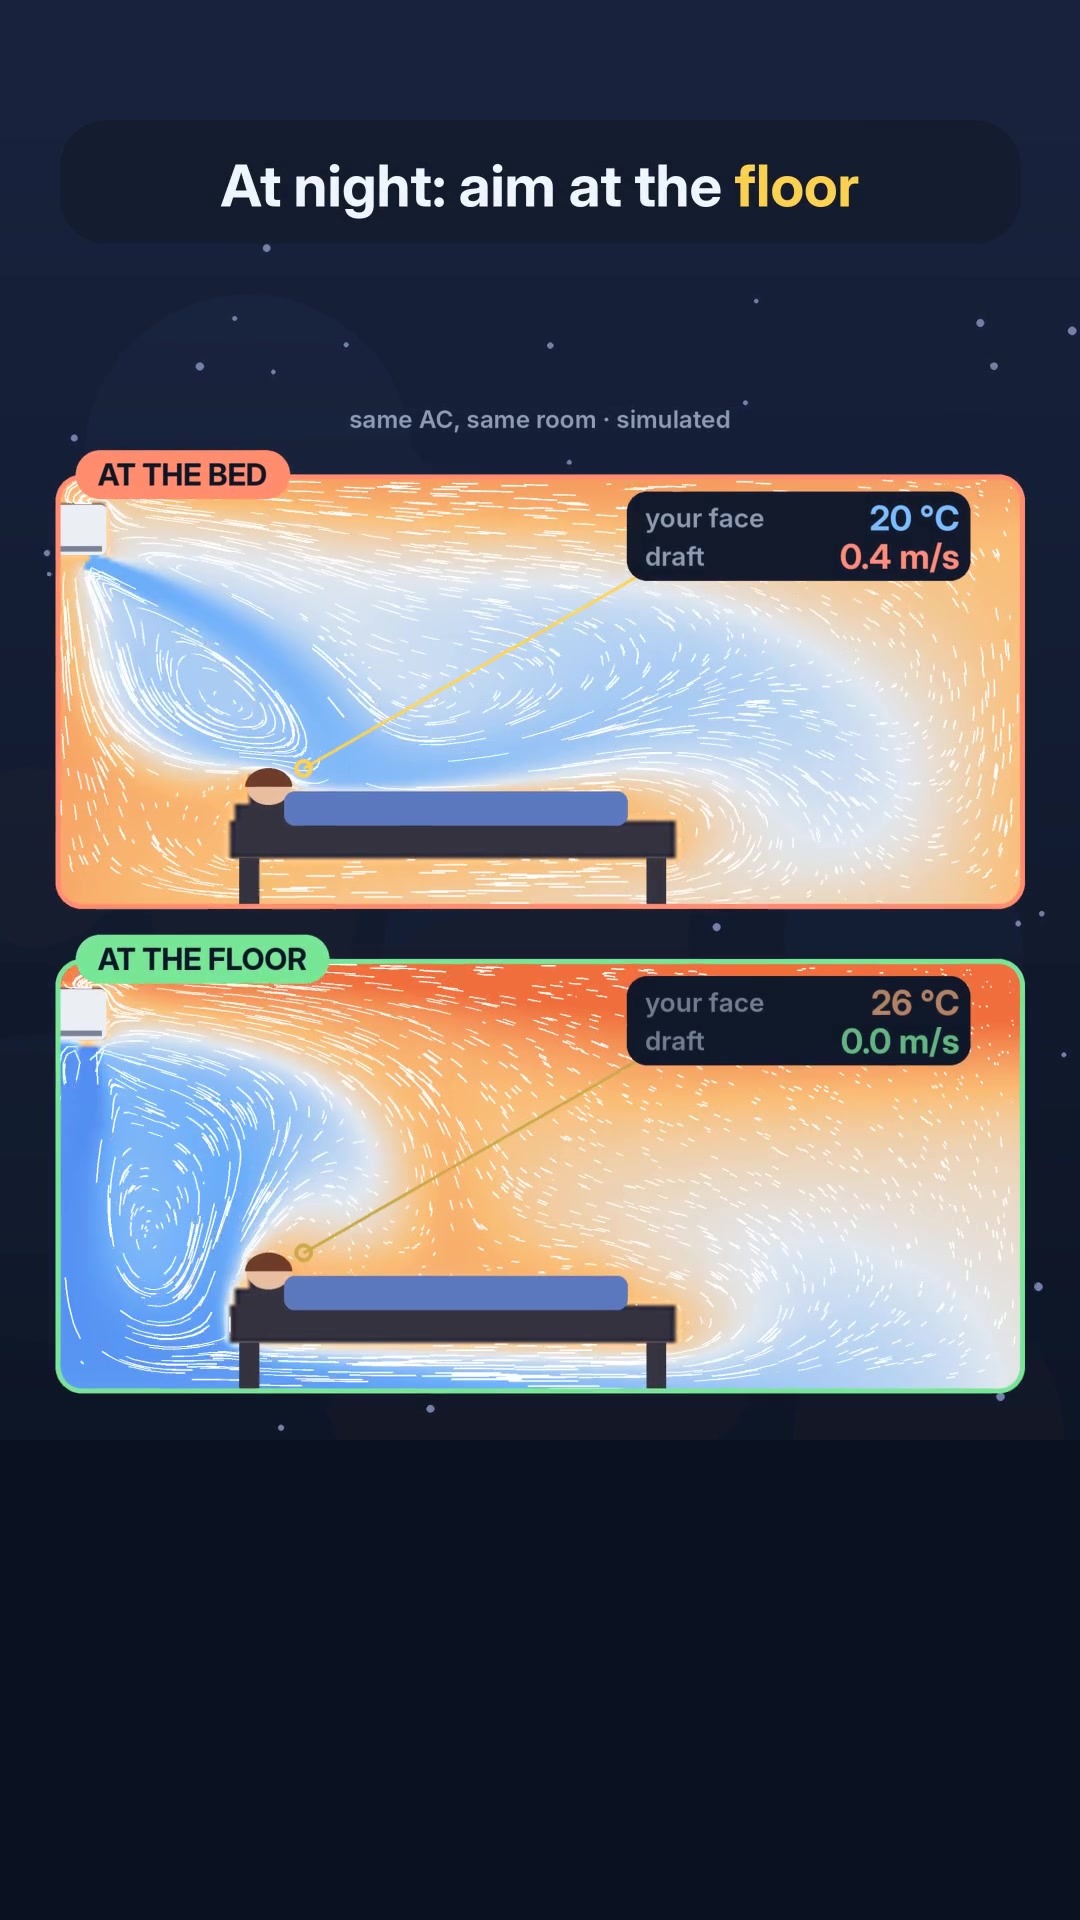 At night: aim at the floor
same AC, same room · simulated
AT THE BED
your face 20 °C
draft 0.4 m/s
AT THE FLOOR
your face 26 °C
draft 0.0 m/s